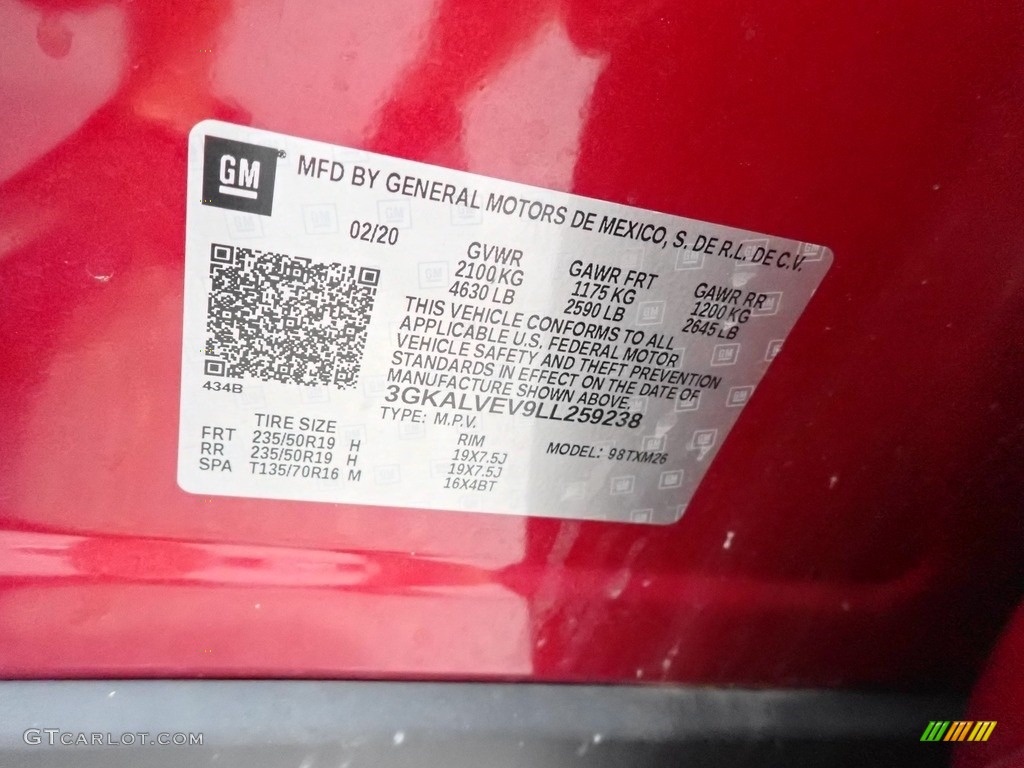 GM
MFD BY GENERAL MOTORS DE MEXICO, S. DE R.L. DE C.V.
02/20
GVWR
2100 KG
4630 LB
GAWR FRT
1175 KG
2590 LB
GAWR RR
1200 KG
2645 LB
THIS VEHICLE CONFORMS TO ALL
APPLICABLE U.S. FEDERAL MOTOR
VEHICLE SAFETY AND THEFT PREVENTION
STANDARDS IN EFFECT ON THE DATE OF
MANUFACTURE SHOWN ABOVE.
434B
3GKALVEV9LL259238
TYPE: M.P.V.
MODEL: 98TXM26
TIRE SIZE RIM
FRT 235/50R19 H 19X7.5J
RR 235/50R19 H 19X7.5J
SPA T135/70R16 M 16X4BT
GTCARLOT.COM